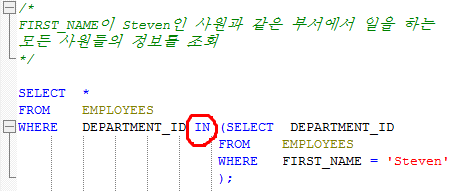 /*
FIRST_NAME이 Steven인 사원과 같은 부서에서 일을 하는
모든 사원들의 정보를 조회
*/
SELECT *
FROM EMPLOYEES
WHERE DEPARTMENT_ID IN (SELECT DEPARTMENT_ID
FROM EMPLOYEES
WHERE FIRST_NAME = 'Steven'
);